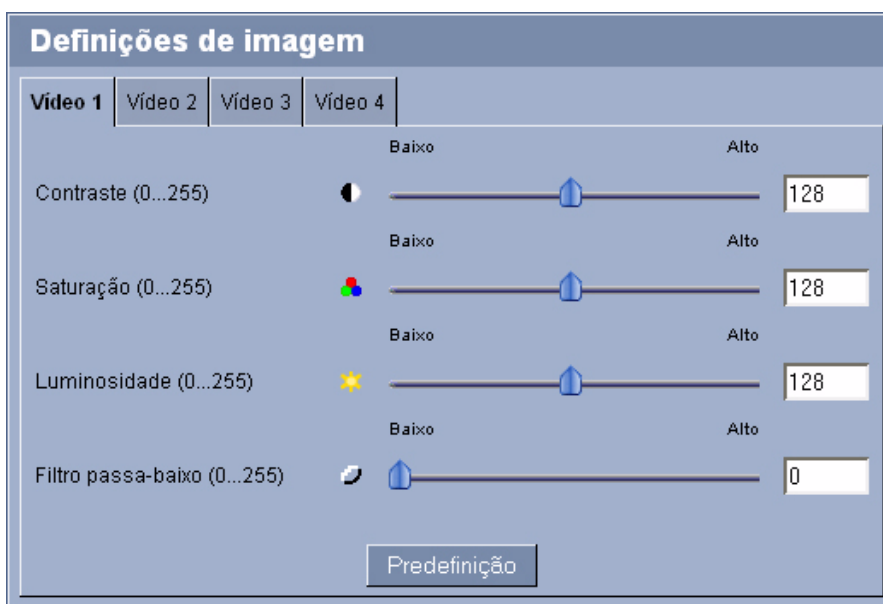 Definições de imagem
Vídeo 1 Vídeo 2 Vídeo 3 Vídeo 4
Baixo Alto
Contraste (0...255) 128
Baixo Alto
Saturação (0...255) 128
Baixo Alto
Luminosidade (0...255) 128
Baixo Alto
Filtro passa-baixo (0...255) 0
Predefinição